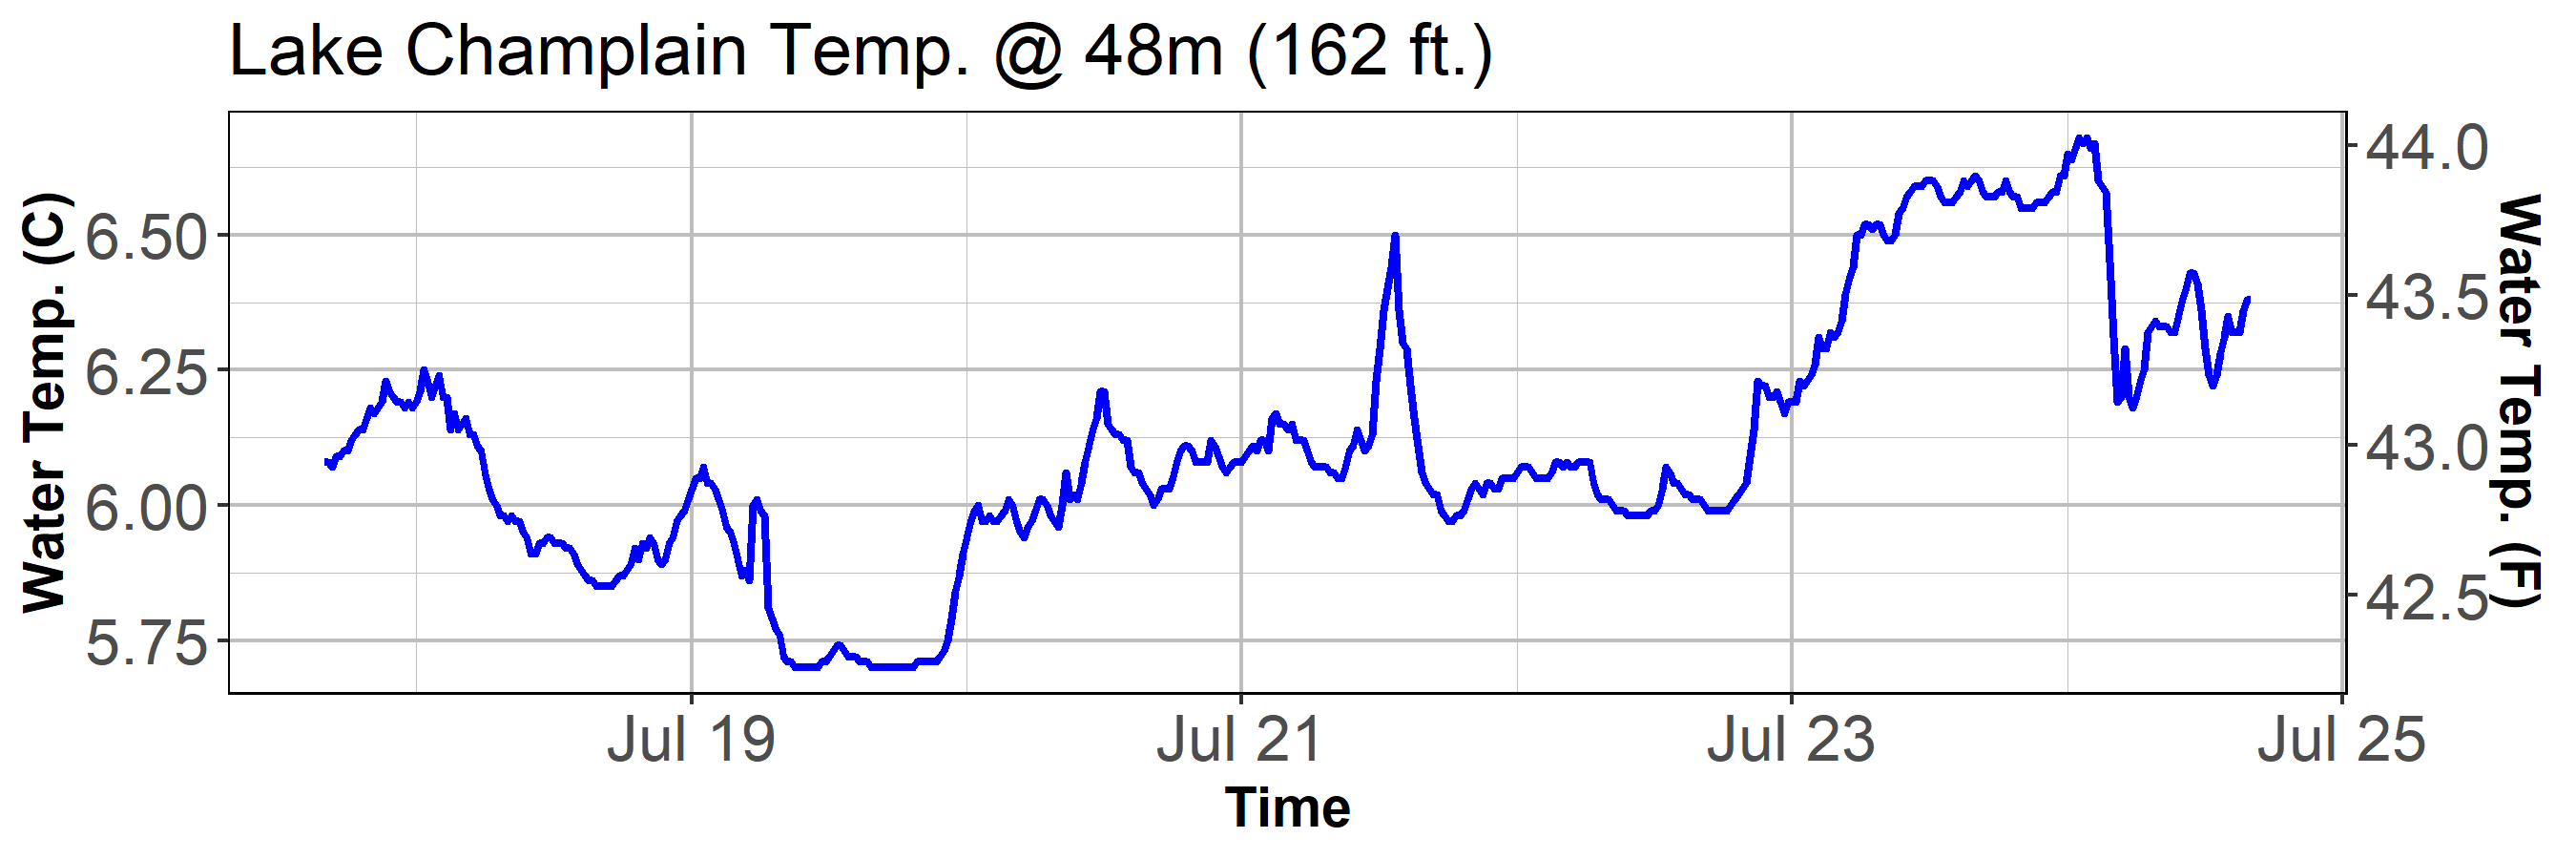 Lake Champlain Temp. @ 48m (162 ft.)
Water Temp. (C)
6.50
6.25
6.00
5.75
44.0
43.5
43.0
42.5
Water Temp. (F)
Jul 19 Jul 21 Jul 23 Jul 25
Time